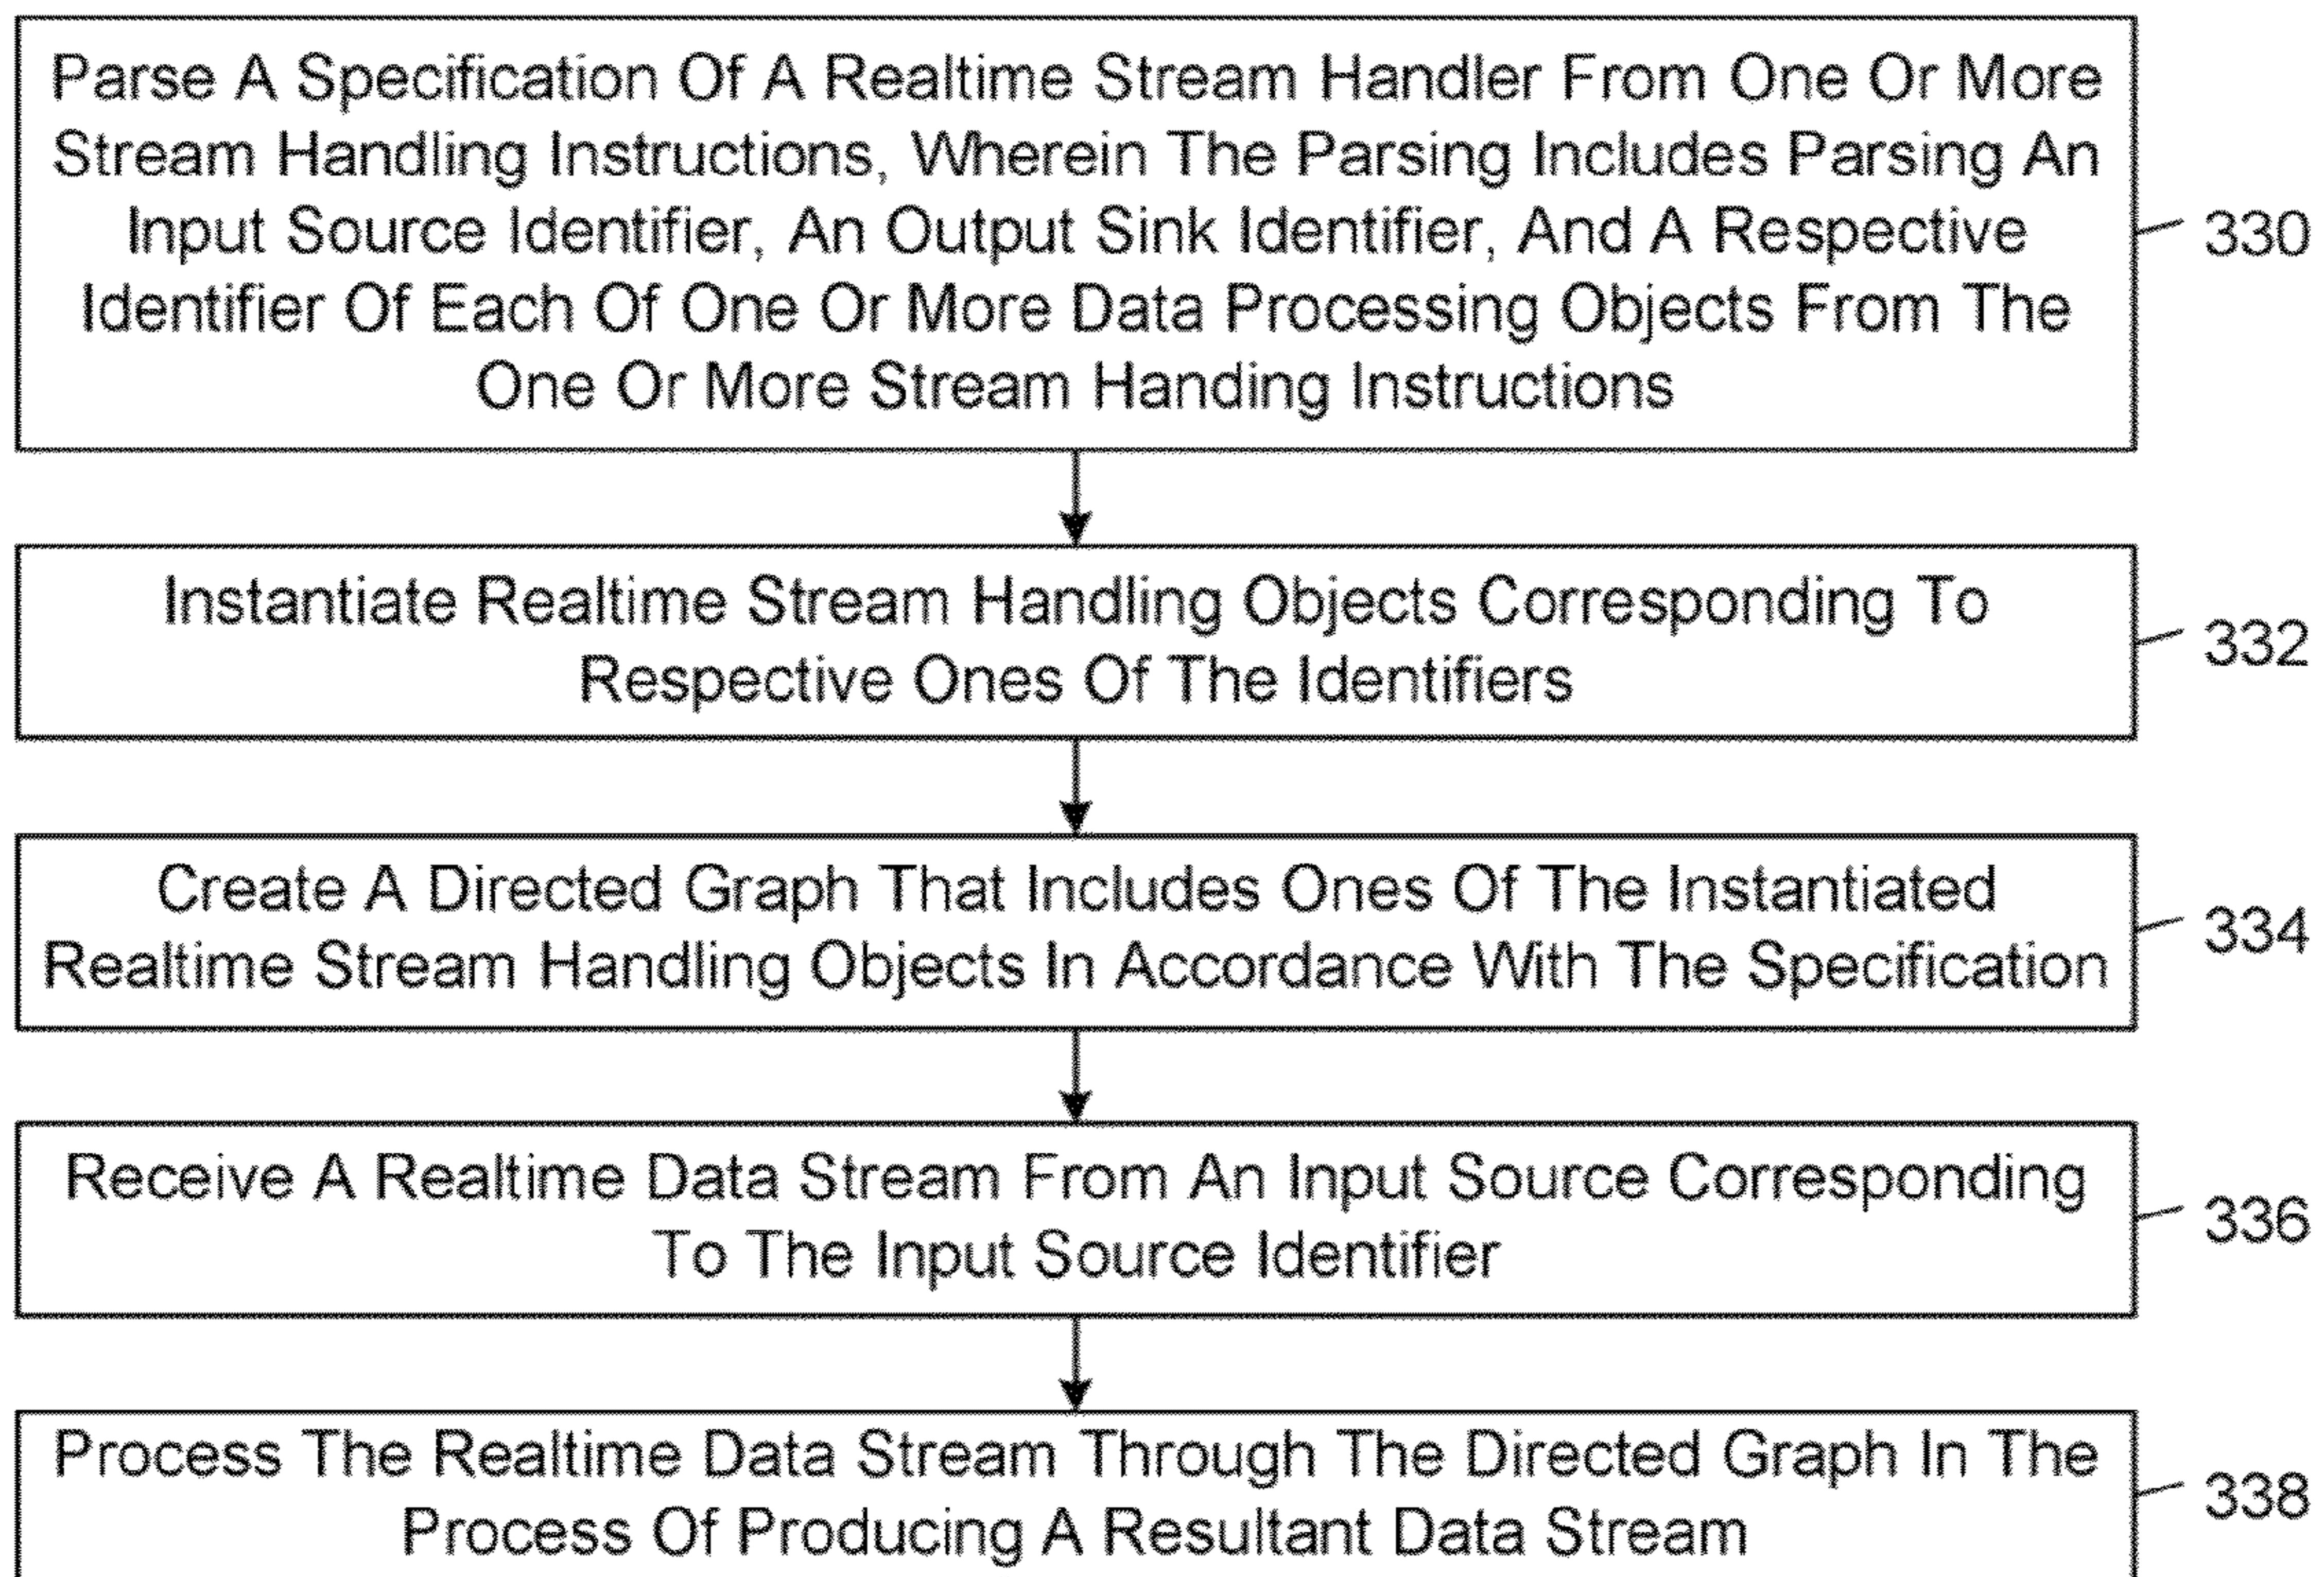 Parse A Specification Of A Realtime Stream Handler From One Or More
Stream Handling Instructions, Wherein The Parsing Includes Parsing An
Input Source Identifier, An Output Sink Identifier, And A Respective
Identifier Of Each Of One Or More Data Processing Objects From The
One Or More Stream Handing Instructions
330
Instantiate Realtime Stream Handling Objects Corresponding To
Respective Ones Of The Identifiers
332
Create A Directed Graph That Includes Ones Of The Instantiated
Realtime Stream Handling Objects In Accordance With The Specification
334
Receive A Realtime Data Stream From An Input Source Corresponding
To The Input Source Identifier
336
Process The Realtime Data Stream Through The Directed Graph In The
Process Of Producing A Resultant Data Stream
338